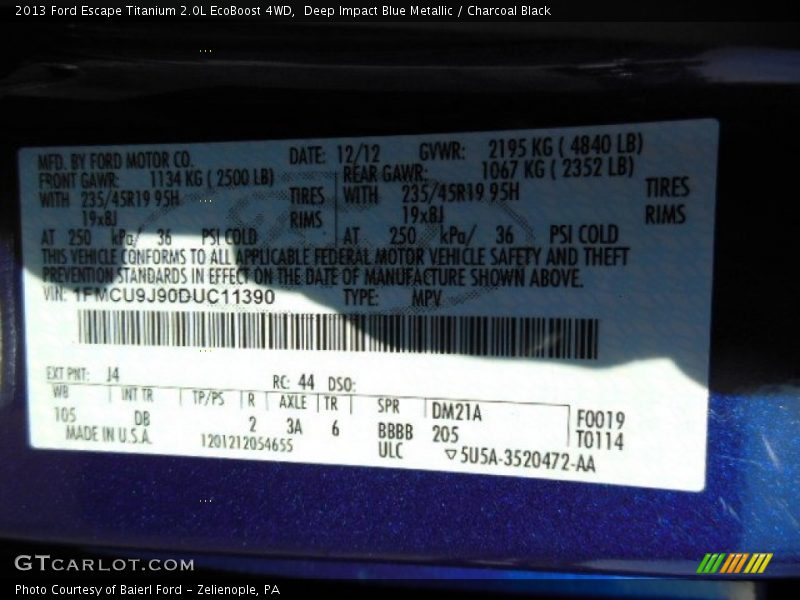 2013 Ford Escape Titanium 2.0L EcoBoost 4WD, Deep Impact Blue Metallic / Charcoal Black
MFD. BY FORD MOTOR CO. DATE: 12/12 GVWR: 2195 KG ( 4840 LB)
FRONT GAWR: 1134 KG ( 2500 LB) REAR GAWR: 1067 KG ( 2352 LB)
WITH 235/45R19 95H TIRES WITH 235/45R19 95H TIRES
19x8J RIMS 19x8J RIMS
AT 250 kPa/ 36 PSI COLD AT 250 kPa/ 36 PSI COLD
THIS VEHICLE CONFORMS TO ALL APPLICABLE FEDERAL MOTOR VEHICLE SAFETY AND THEFT
PREVENTION STANDARDS IN EFFECT ON THE DATE OF MANUFACTURE SHOWN ABOVE.
VIN: 1FMCU9J90DUC11390 TYPE: MPV
EXT PNT: J4 RC: 44 DSO:
WB INT TR TP/PS R AXLE TR SPR DM21A F0019
105 DB 2 3A 6 BBBB 205 T0114
MADE IN U.S.A. 1201212054655 ULC 5U5A-3520472-AA
GTCARLOT.COM
Photo Courtesy of Baierl Ford - Zelienople, PA